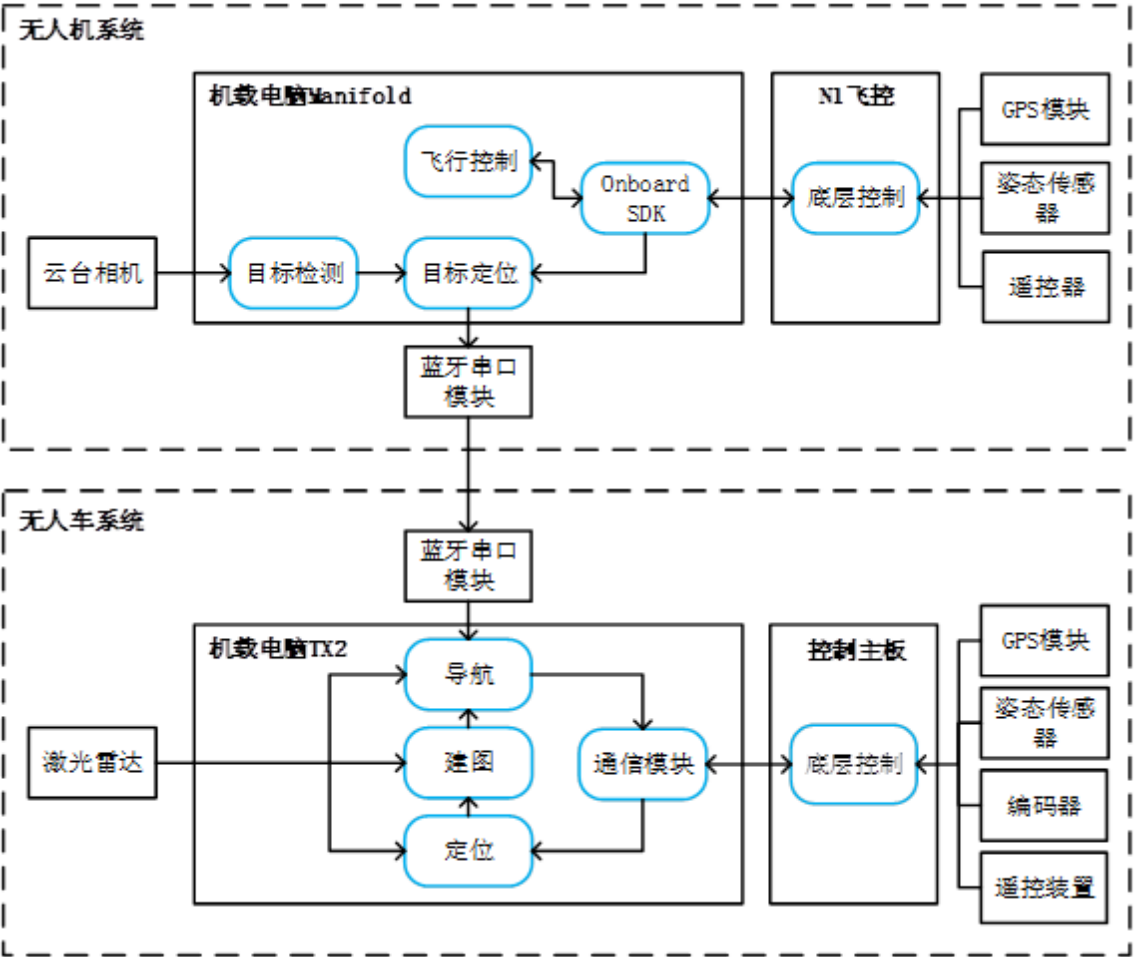 无人机系统
机载电脑Manifold
N1飞控
GPS模块
飞行控制
Onboard
SDK
底层控制
姿态传感
器
云台相机
目标检测
目标定位
遥控器
蓝牙串口
模块
无人车系统
蓝牙串口
模块
机载电脑TX2
控制主板
GPS模块
导航
姿态传感
器
激光雷达
建图
通信模块
底层控制
编码器
定位
遥控装置